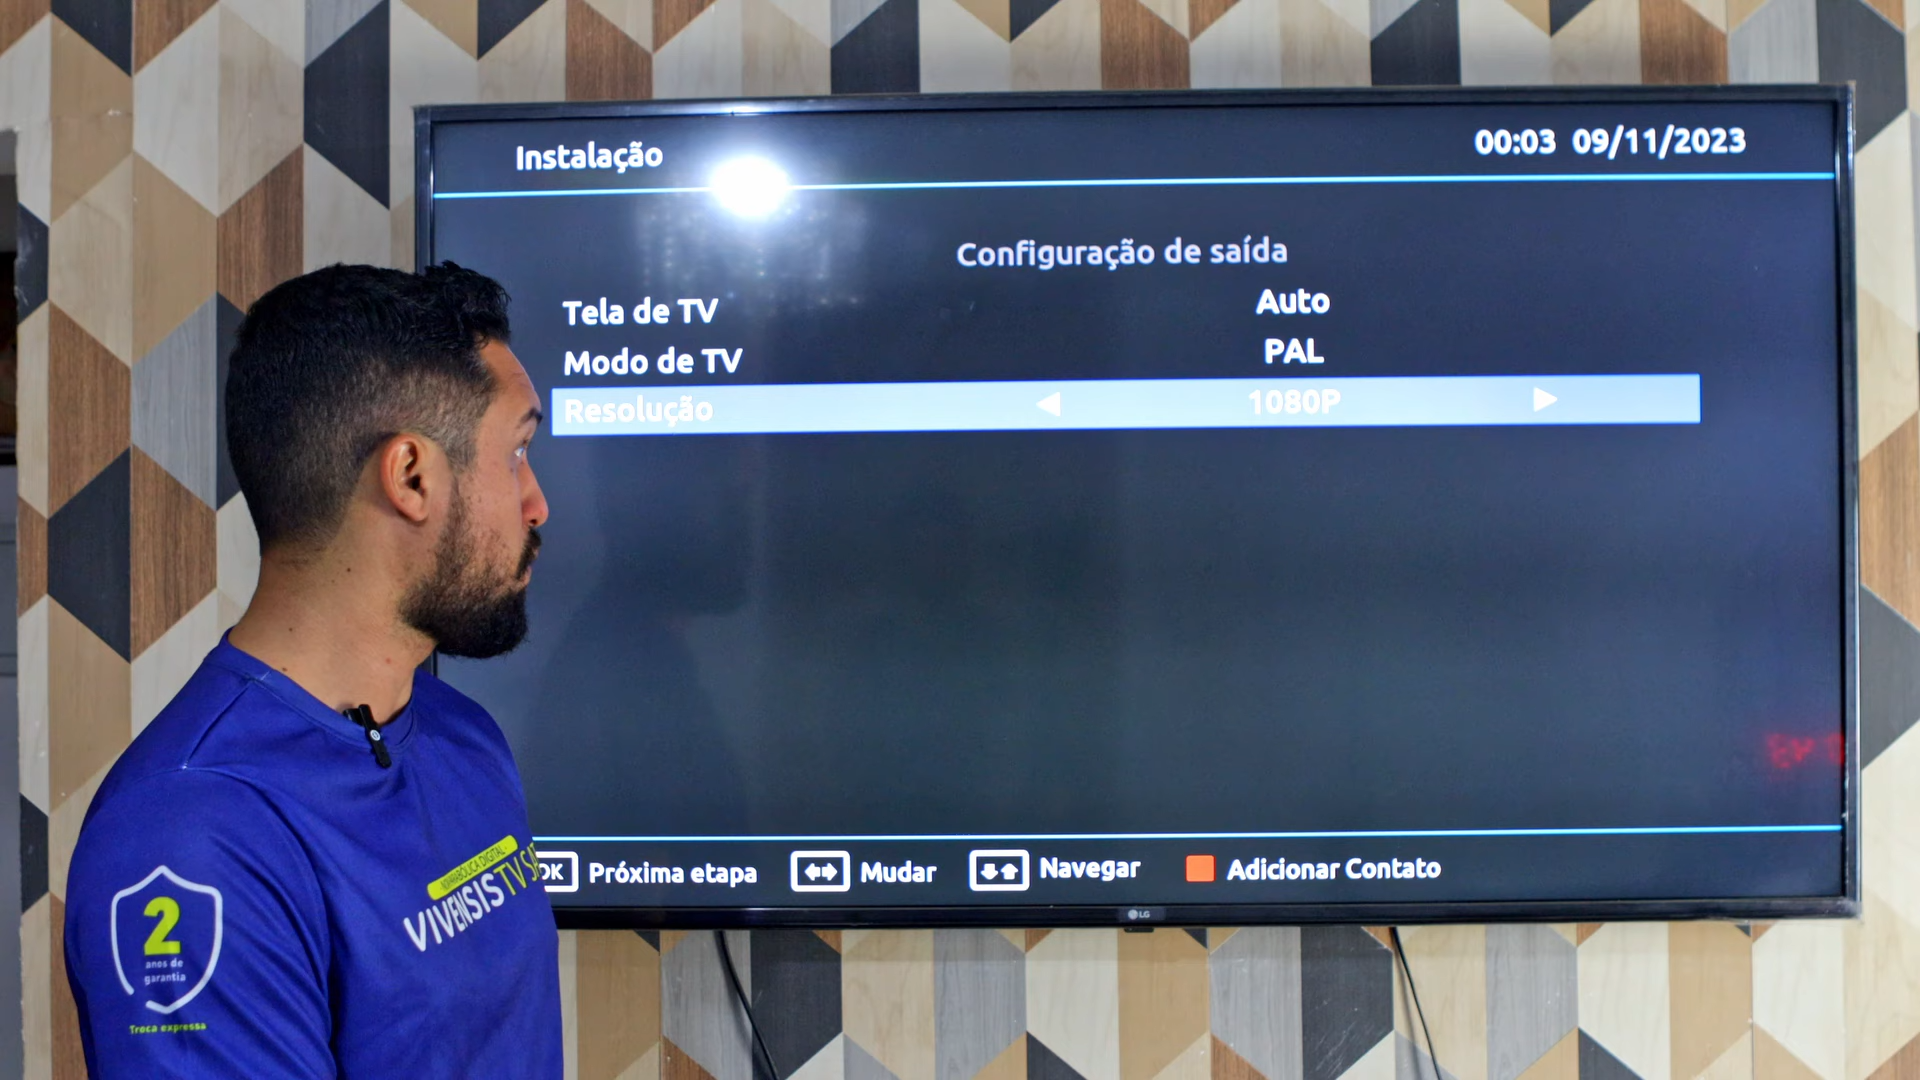 Instalação
00:03 09/11/2023
Configuração de saída
Tela de TV Auto
Modo de TV PAL
Resolução 1080P
OK Próxima etapa Mudar Navegar Adicionar Contato
LG
DIGITAL
VIVENSIS TV
2
anos de
garantia
Troca expressa